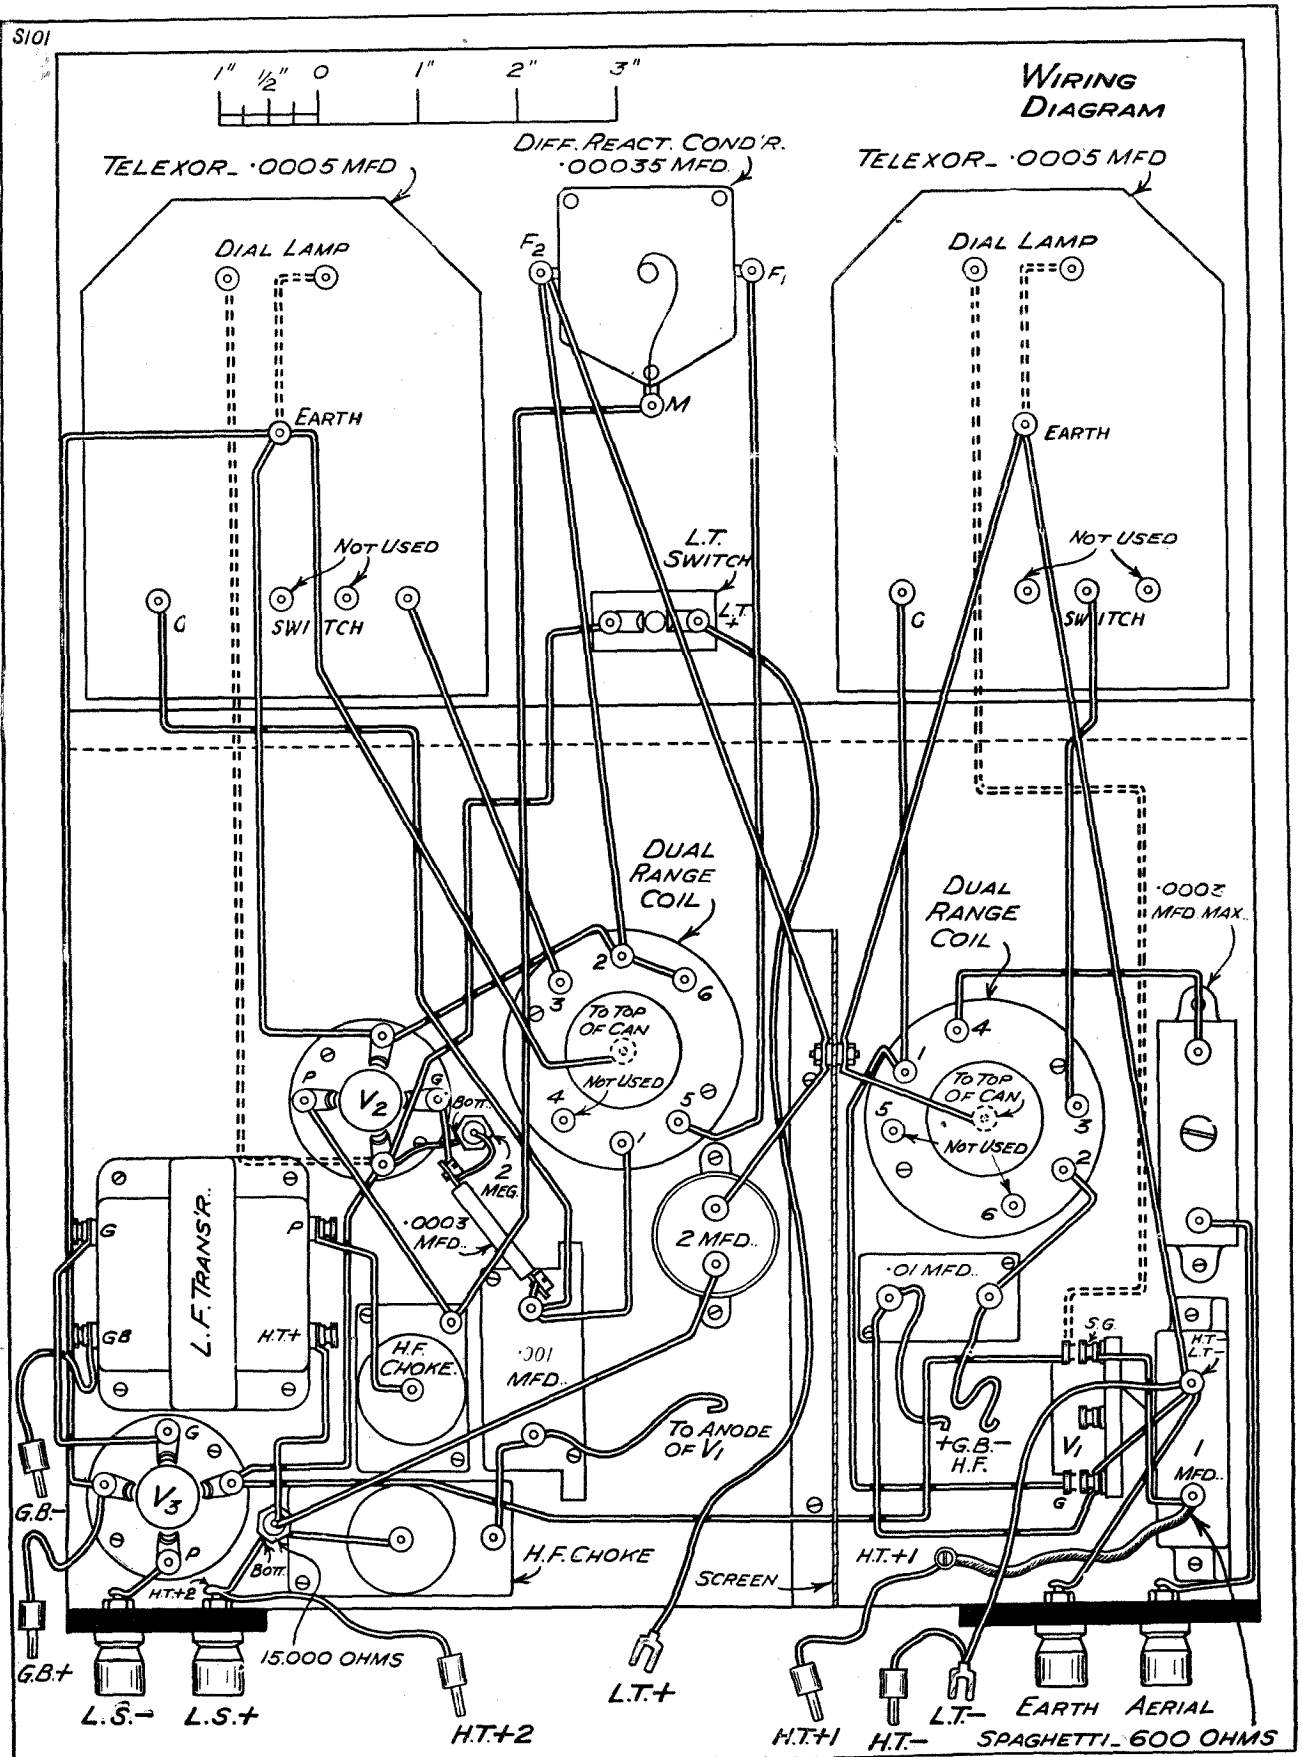 S101
1" ½" 0 1" 2" 3"
WIRING
DIAGRAM
TELEXOR_ .0005 MFD
DIFF. REACT. COND'R.
.00035 MFD.
TELEXOR_ .0005 MFD
DIAL LAMP
F2
F1
DIAL LAMP
M
EARTH
EARTH
NOT USED
G
SWITCH
L.T.
SWITCH
L.T.
+
NOT USED
G
SWITCH
DUAL
RANGE
COIL
DUAL
RANGE
COIL
MFD. MAX.
2
3
6
TO TOP
OF CAN
NOT USED
4
5
1
4
1
TO TOP
OF CAN
5
NOT USED
3
2
6
P
V2
G
BOTT.
2
MEG.
.0003
MFD..
2 MFD..
.01 MFD..
G
P
L.F. TRANS'R..
GB
H.T.+
H.F.
CHOKE.
.001
MFD..
TO ANODE
OF V1
+G.B.-
H.F.
S.G.
V1
G
H.T.-
L.T.-
1
MFD..
G
V3
P
G.B.-
BOTT.
H.T.+2
H.F. CHOKE
SCREEN
H.T.+1
G.B.+
15.000 OHMS
L.S.-
L.S.+
H.T.+2
L.T.+
H.T.+1
H.T.-
L.T.-
EARTH
AERIAL
SPAGHETTI_ 600 OHMS